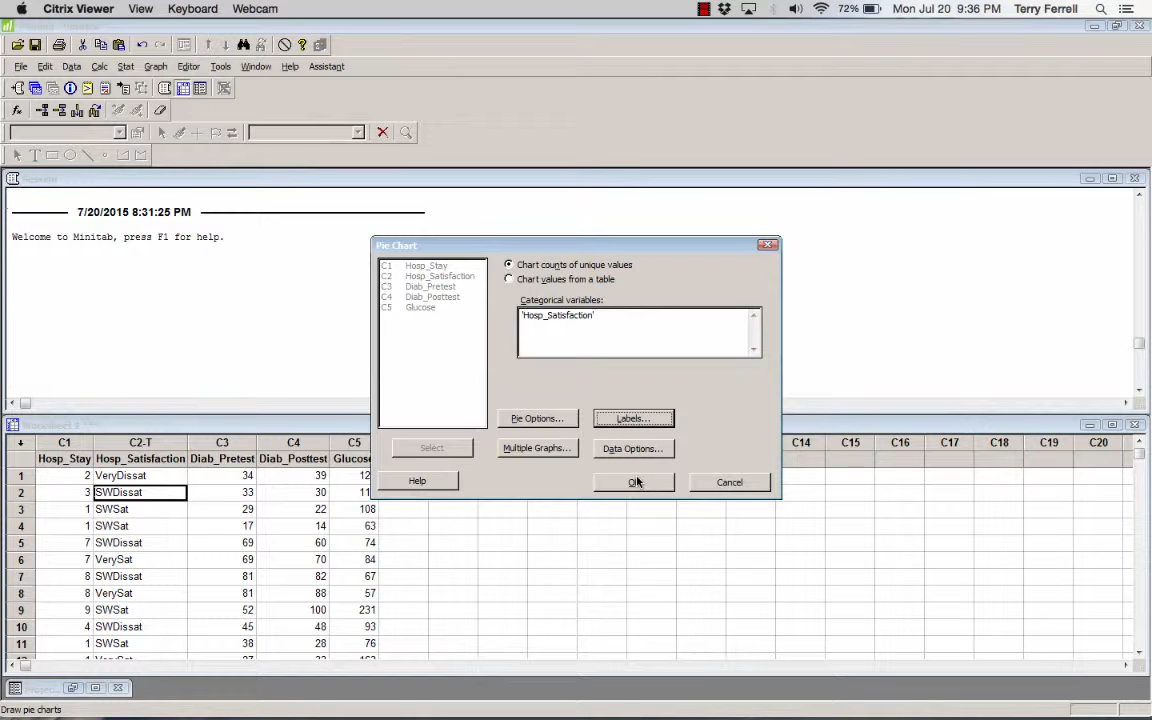 Citrix Viewer View Keyboard Webcam 72% Mon Jul 20 9:36 PM Terry Ferrell
File Edit Data Calc Stat Graph Editor Tools Window Help Assistant
7/20/2015 8:31:25 PM
Welcome to Minitab, press F1 for help.
Pie Chart
C1 Hosp_Stay
C2 Hosp_Satisfaction
C3 Diab_Pretest
C4 Diab_Posttest
C5 Glucose
Chart counts of unique values
Chart values from a table
Categorical variables:
'Hosp_Satisfaction'
Pie Options... Labels...
Select Multiple Graphs... Data Options...
Help Cancel
C1 C2-T C3 C4 C5 C14 C15 C16 C17 C18 C19 C20
Hosp_Stay Hosp_Satisfaction Diab_Pretest Diab_Posttest Glucose
1 2 VeryDissat 34 39
2 3 SWDissat 33 30
3 1 SWSat 29 22 108
4 1 SWSat 17 14 63
5 7 SWDissat 69 60 74
6 7 VerySat 69 70 84
7 8 SWDissat 81 82 67
8 8 VerySat 81 88 57
9 9 SWSat 52 100 231
10 4 SWDissat 45 48 93
11 1 SWSat 38 28 76
Draw pie charts